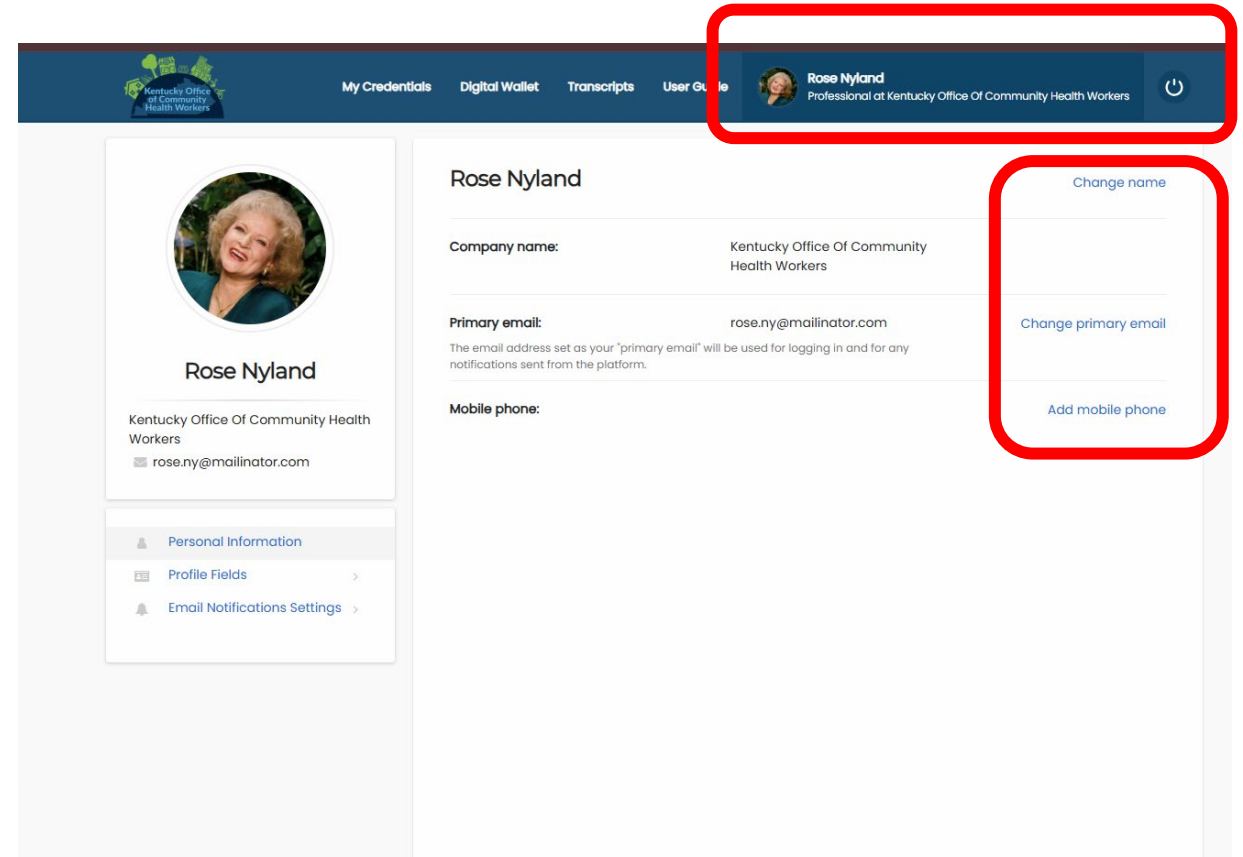 Kentucky Office
of Community
Health Workers
My Credentials
Digital Wallet
Transcripts
User Guide
Rose Nyland
Professional at Kentucky Office Of Community Health Workers
Rose Nyland
Kentucky Office Of Community Health
Workers
rose.ny@mailinator.com
Personal Information
Profile Fields
Email Notifications Settings
Rose Nyland
Change name
Company name:
Kentucky Office Of Community
Health Workers
Primary email:
rose.ny@mailinator.com
Change primary email
The email address set as your "primary email" will be used for logging in and for any
notifications sent from the platform.
Mobile phone:
Add mobile phone